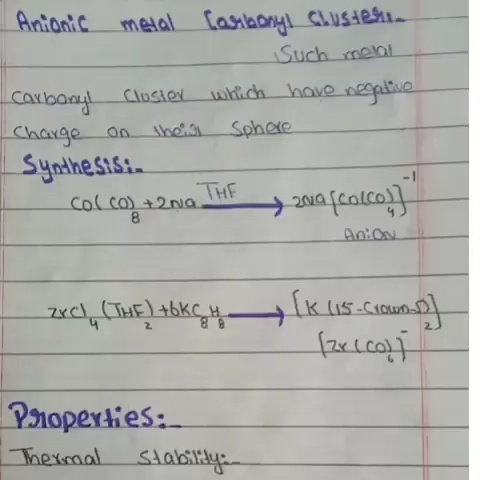 Anionic metal Carbonyl Clusters:-
Such metal
Carbonyl Cluster which have negative
Charge on their Sphere
Synthesis:-
CO(CO)₈ + 2Na THF → 2Na[CO(CO)₄]⁻¹
Anion
ZrCl₄(THF)₂ + 6KC₈H₈ → [K(15-Crown-5)₂]
[Zr(CO)₆]⁻
Properties:-
Thermal Stability:-